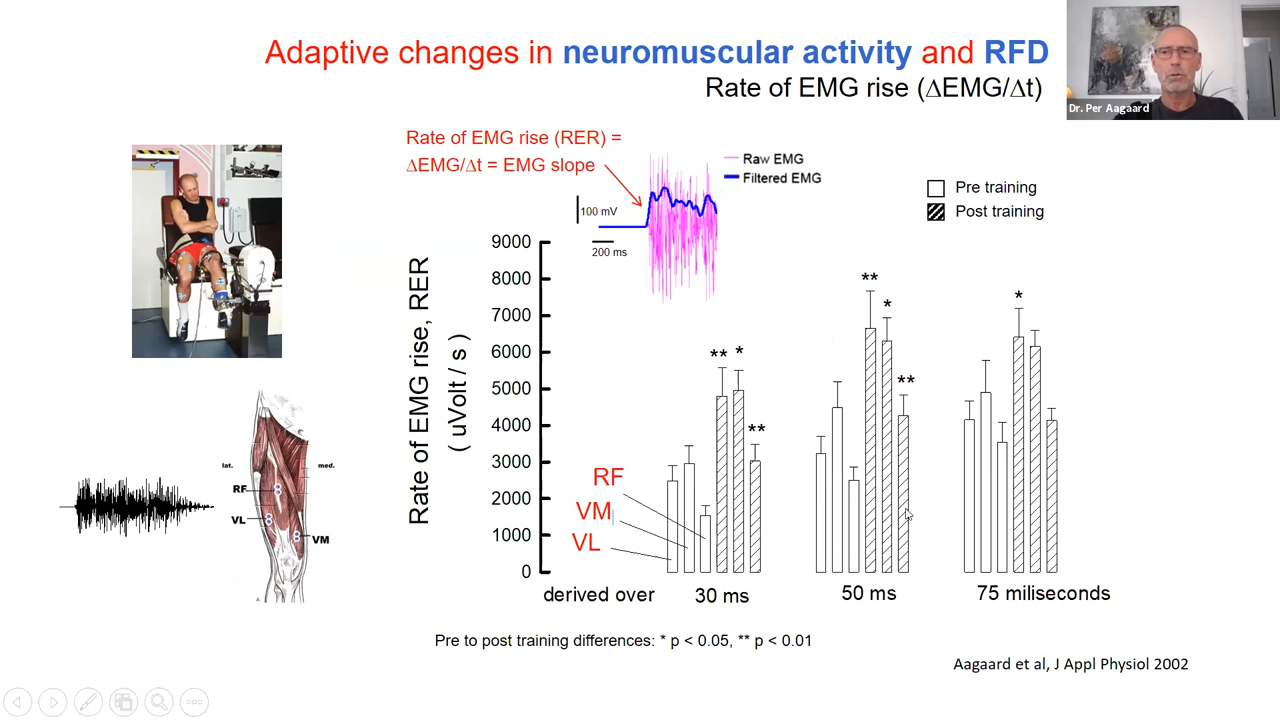 Adaptive changes in neuromuscular activity and RFD
Rate of EMG rise (∆EMG/∆t)
Dr. Per Aagaard
Rate of EMG rise (RER) =
∆EMG/∆t = EMG slope
Raw EMG
Filtered EMG
100 mV
200 ms
Pre training
Post training
Rate of EMG rise, RER
( uVolt / s )
9000
8000
7000
6000
5000
4000
3000
2000
1000
0
** * **
** * **
*
RF
VM
VL
derived over 30 ms 50 ms 75 miliseconds
lat. med.
RF
VL
VM
Pre to post training differences: * p < 0.05, ** p < 0.01
Aagaard et al, J Appl Physiol 2002